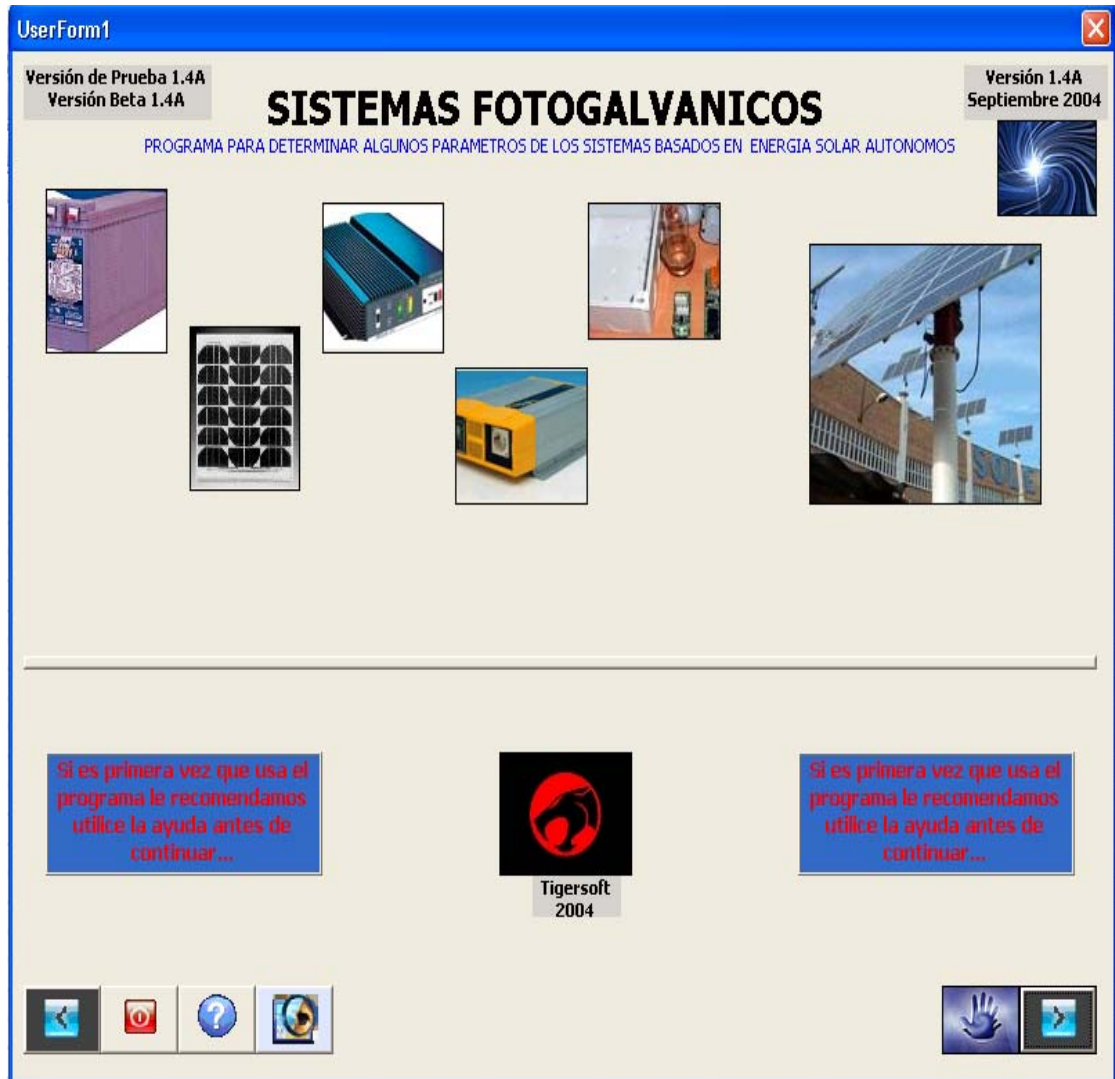 UserForm1
Versión de Prueba 1.4A
Versión Beta 1.4A
Versión 1.4A
Septiembre 2004
SISTEMAS FOTOGALVANICOS
PROGRAMA PARA DETERMINAR ALGUNOS PARAMETROS DE LOS SISTEMAS BASADOS EN ENERGIA SOLAR AUTONOMOS
SOLE
Si es primera vez que usa el
programa le recomendamos
utilice la ayuda antes de
continuar...
Si es primera vez que usa el
programa le recomendamos
utilice la ayuda antes de
continuar...
Tigersoft
2004